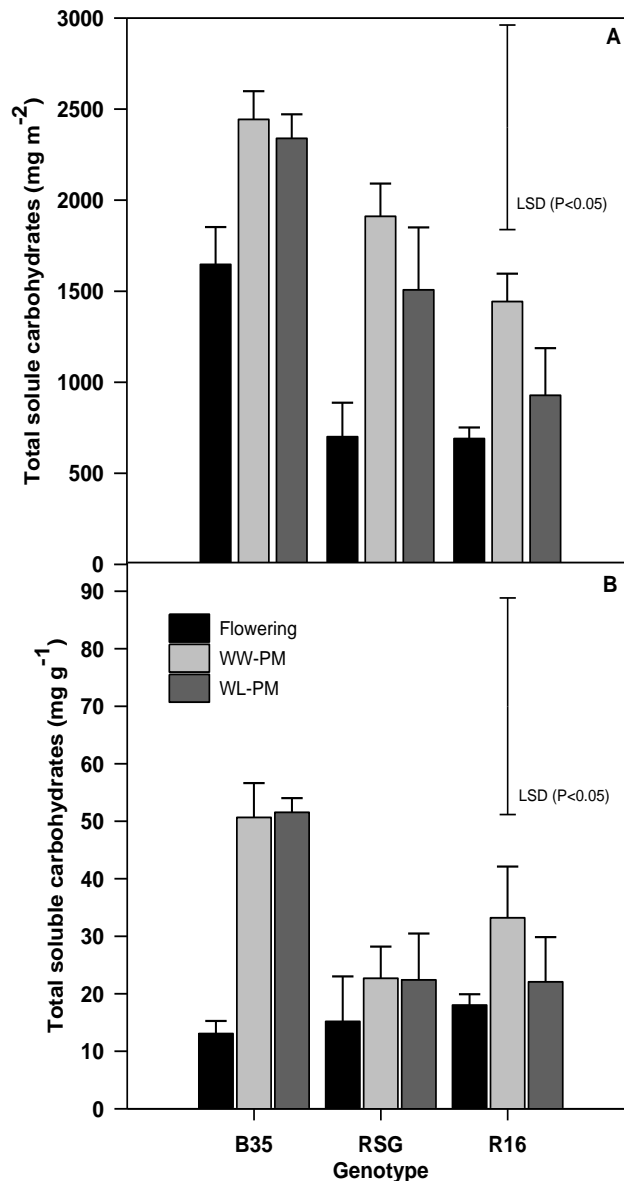 3000
2500
2000
1500
1000
500
0
Total solule carbohydrates (mg m-2)
A
LSD (P<0.05)
90
80
70
60
50
40
30
20
10
0
Total soluble carbohydrates (mg g-1)
B
Flowering
WW-PM
WL-PM
LSD (P<0.05)
B35 RSG R16
Genotype